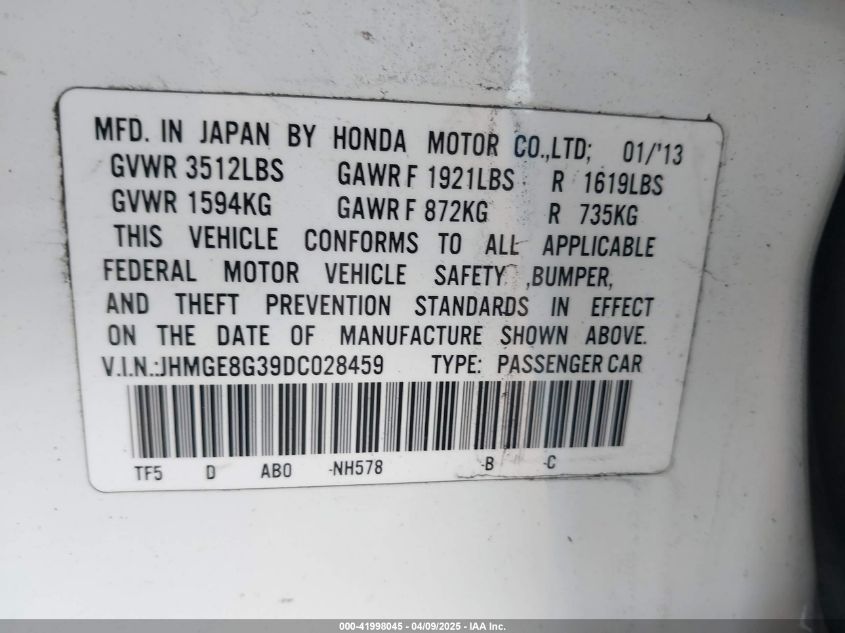 MFD. IN JAPAN BY HONDA MOTOR CO.,LTD; 01/'13
GVWR 3512LBS GAWR F 1921LBS R 1619LBS
GVWR 1594KG GAWR F 872KG R 735KG
THIS VEHICLE CONFORMS TO ALL APPLICABLE
FEDERAL MOTOR VEHICLE SAFETY ,BUMPER,
AND THEFT PREVENTION STANDARDS IN EFFECT
ON THE DATE OF MANUFACTURE SHOWN ABOVE.
V.I.N.:JHMGE8G39DC028459 TYPE: PASSENGER CAR
TF5 D AB0 -NH578 -B -C
000-41998045 - 04/09/2025 - IAA Inc.